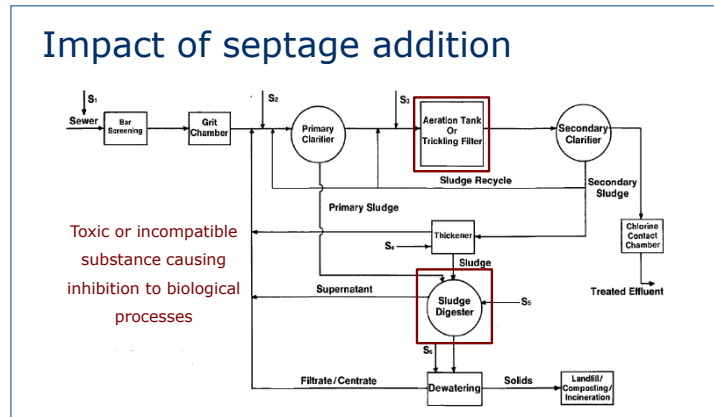 Impact of septage addition
S₁
S₂
S₃
Sewer
Bar
Screening
Grit
Chamber
Primary
Clarifier
Aeration Tank
Or
Trickling Filter
Secondary
Clarifier
Sludge Recycle
Secondary
Sludge
Primary Sludge
Toxic or incompatible
substance causing
inhibition to biological
processes
Thickener
S₄
Sludge
Chlorine
Contact
Chamber
Treated Effluent
Supernatant
Sludge
Digester
S₅
S₆
Filtrate/Centrate
Dewatering
Solids
Landfill/
Composting/
Incineration